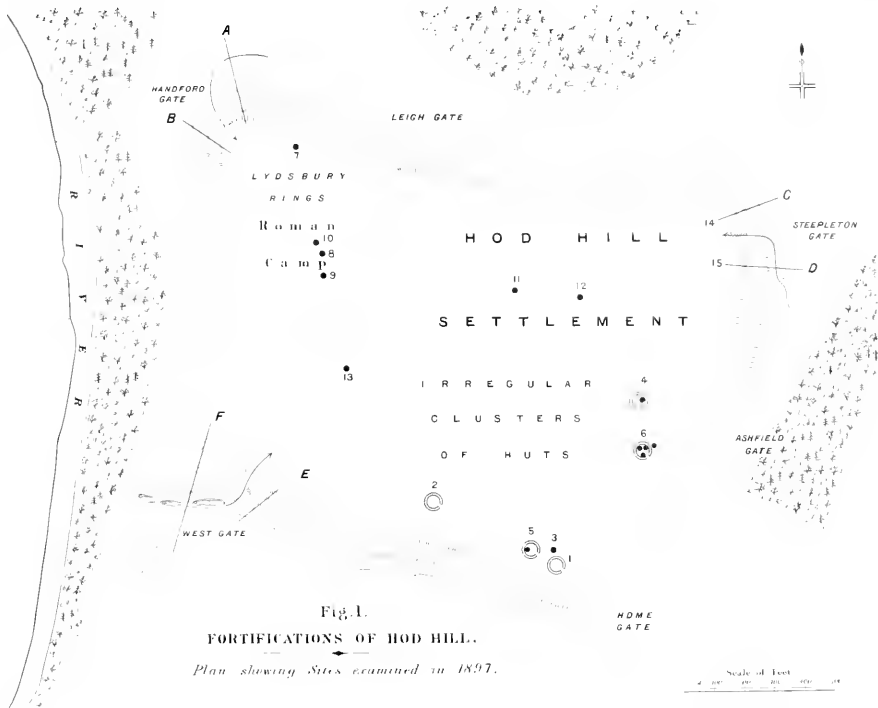 A
HANDFORD
GATE
B
LEIGH GATE
7
LYDSBURY
RINGS
Roman
10
8
Camp
9
RIVER
C
14
STEEPLETON
GATE
HOD HILL
15
D
11
12
SETTLEMENT
13
IRREGULAR
4
CLUSTERS
6
OF HUTS
ASHFIELD
GATE
F
E
2
WEST GATE
5
3
1
HOME
GATE
Fig.1.
FORTIFICATIONS OF HOD HILL.
Plan showing Sites examined in 1897.
Scale of Feet